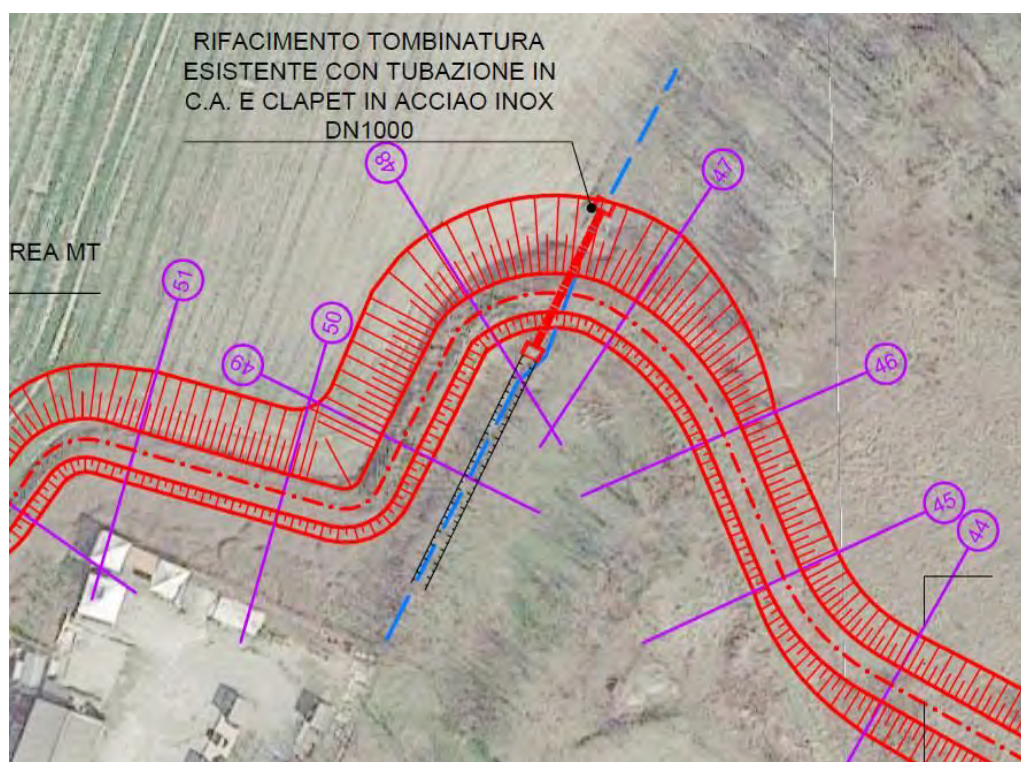 RIFACIMENTO TOMBINATURA
ESISTENTE CON TUBAZIONE IN
C.A. E CLAPET IN ACCIAO INOX
DN1000
48
47
REA MT
51
50
49
46
45
44